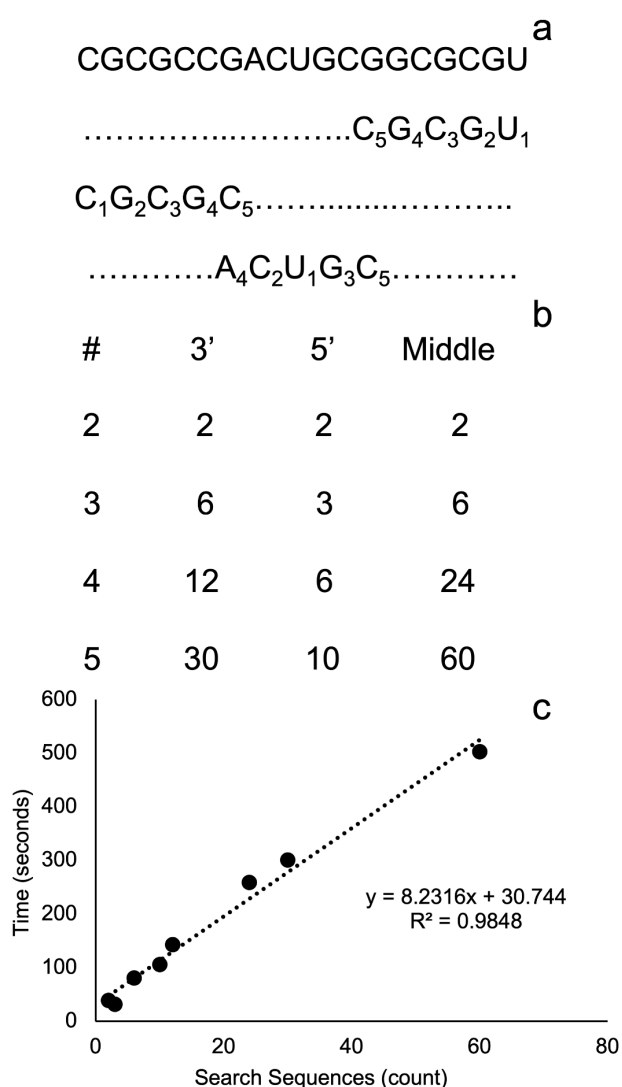 a
CGCGCCGACUGCGGCGCGU
..............................C₅G₄C₃G₂U₁
C₁G₂C₃G₄C₅..............................
............A₄C₂U₁G₃C₅............
b
# 3’ 5’ Middle
2 2 2 2
3 6 3 6
4 12 6 24
5 30 10 60
c
600
500
400
300
200
100
0
Time (seconds)
y = 8.2316x + 30.744
R² = 0.9848
0 20 40 60 80
Search Sequences (count)